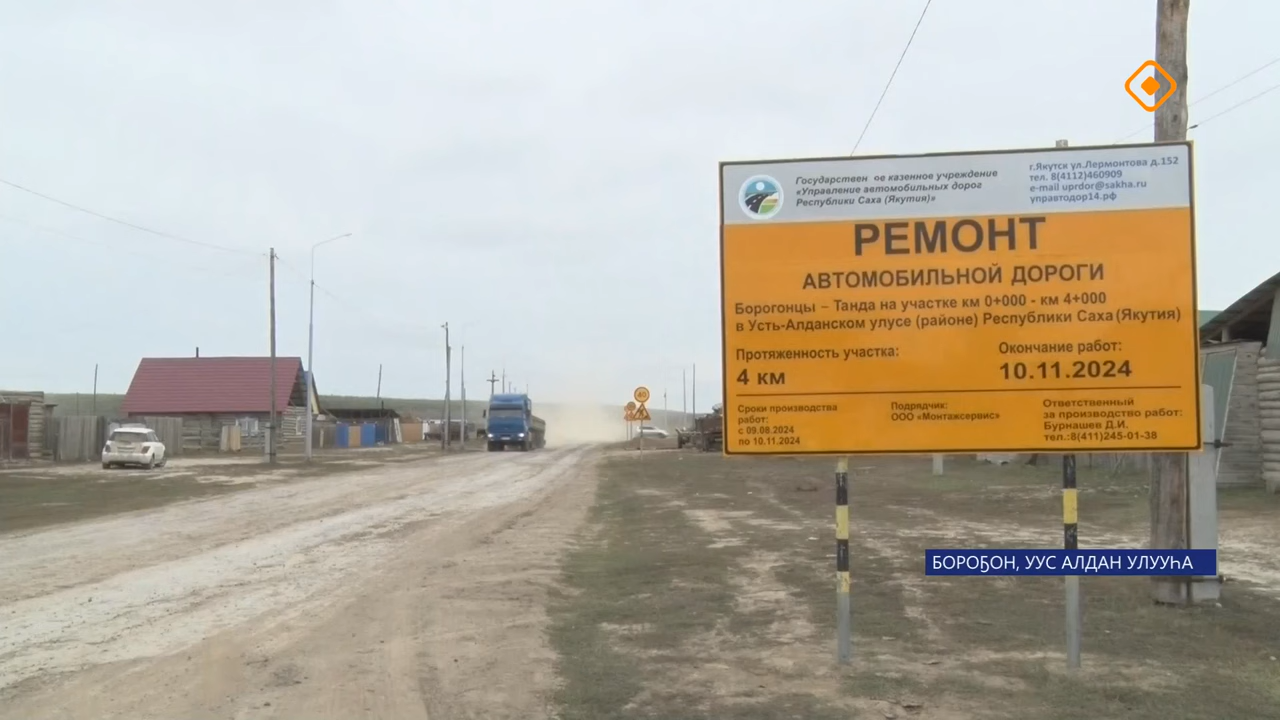 Государствен ое казенное учреждение
«Управление автомобильных дорог
Республики Саха (Якутия)»
г.Якутск ул.Лермонтова д.152
тел. 8(4112)460909
e-mail uprdor@sakha.ru
управтодор14.рф
РЕМОНТ
АВТОМОБИЛЬНОЙ ДОРОГИ
Борогонцы – Танда на участке км 0+000 - км 4+000
в Усть-Алданском улусе (районе) Республики Саха (Якутия)
Протяженность участка:
4 км
Окончание работ:
10.11.2024
Сроки производства
работ:
с 09.08.2024
по 10.11.2024
Подрядчик:
ООО «Монтажсервис»
Ответственный
за производство работ:
Бурнашев Д.И.
тел.:8(411)245-01-38
40
БОРОҔОН, УУС АЛДАН УЛУУҺА